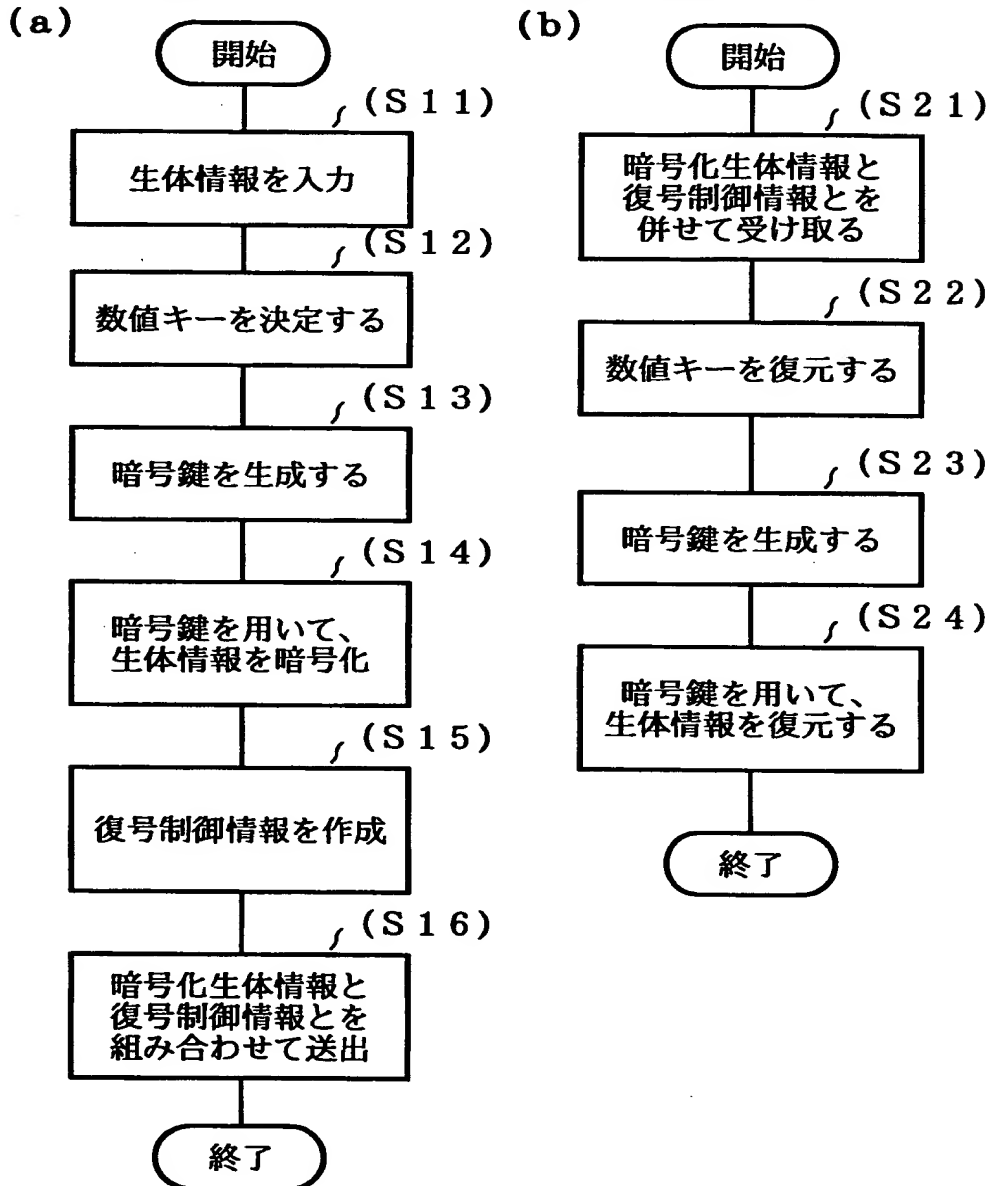 (a)
開始
(S11)
生体情報を入力
(S12)
数値キーを決定する
(S13)
暗号鍵を生成する
(S14)
暗号鍵を用いて、
生体情報を暗号化
(S15)
復号制御情報を作成
(S16)
暗号化生体情報と
復号制御情報とを
組み合わせて送出
終了
(b)
開始
(S21)
暗号化生体情報と
復号制御情報とを
併せて受け取る
(S22)
数値キーを復元する
(S23)
暗号鍵を生成する
(S24)
暗号鍵を用いて、
生体情報を復元する
終了